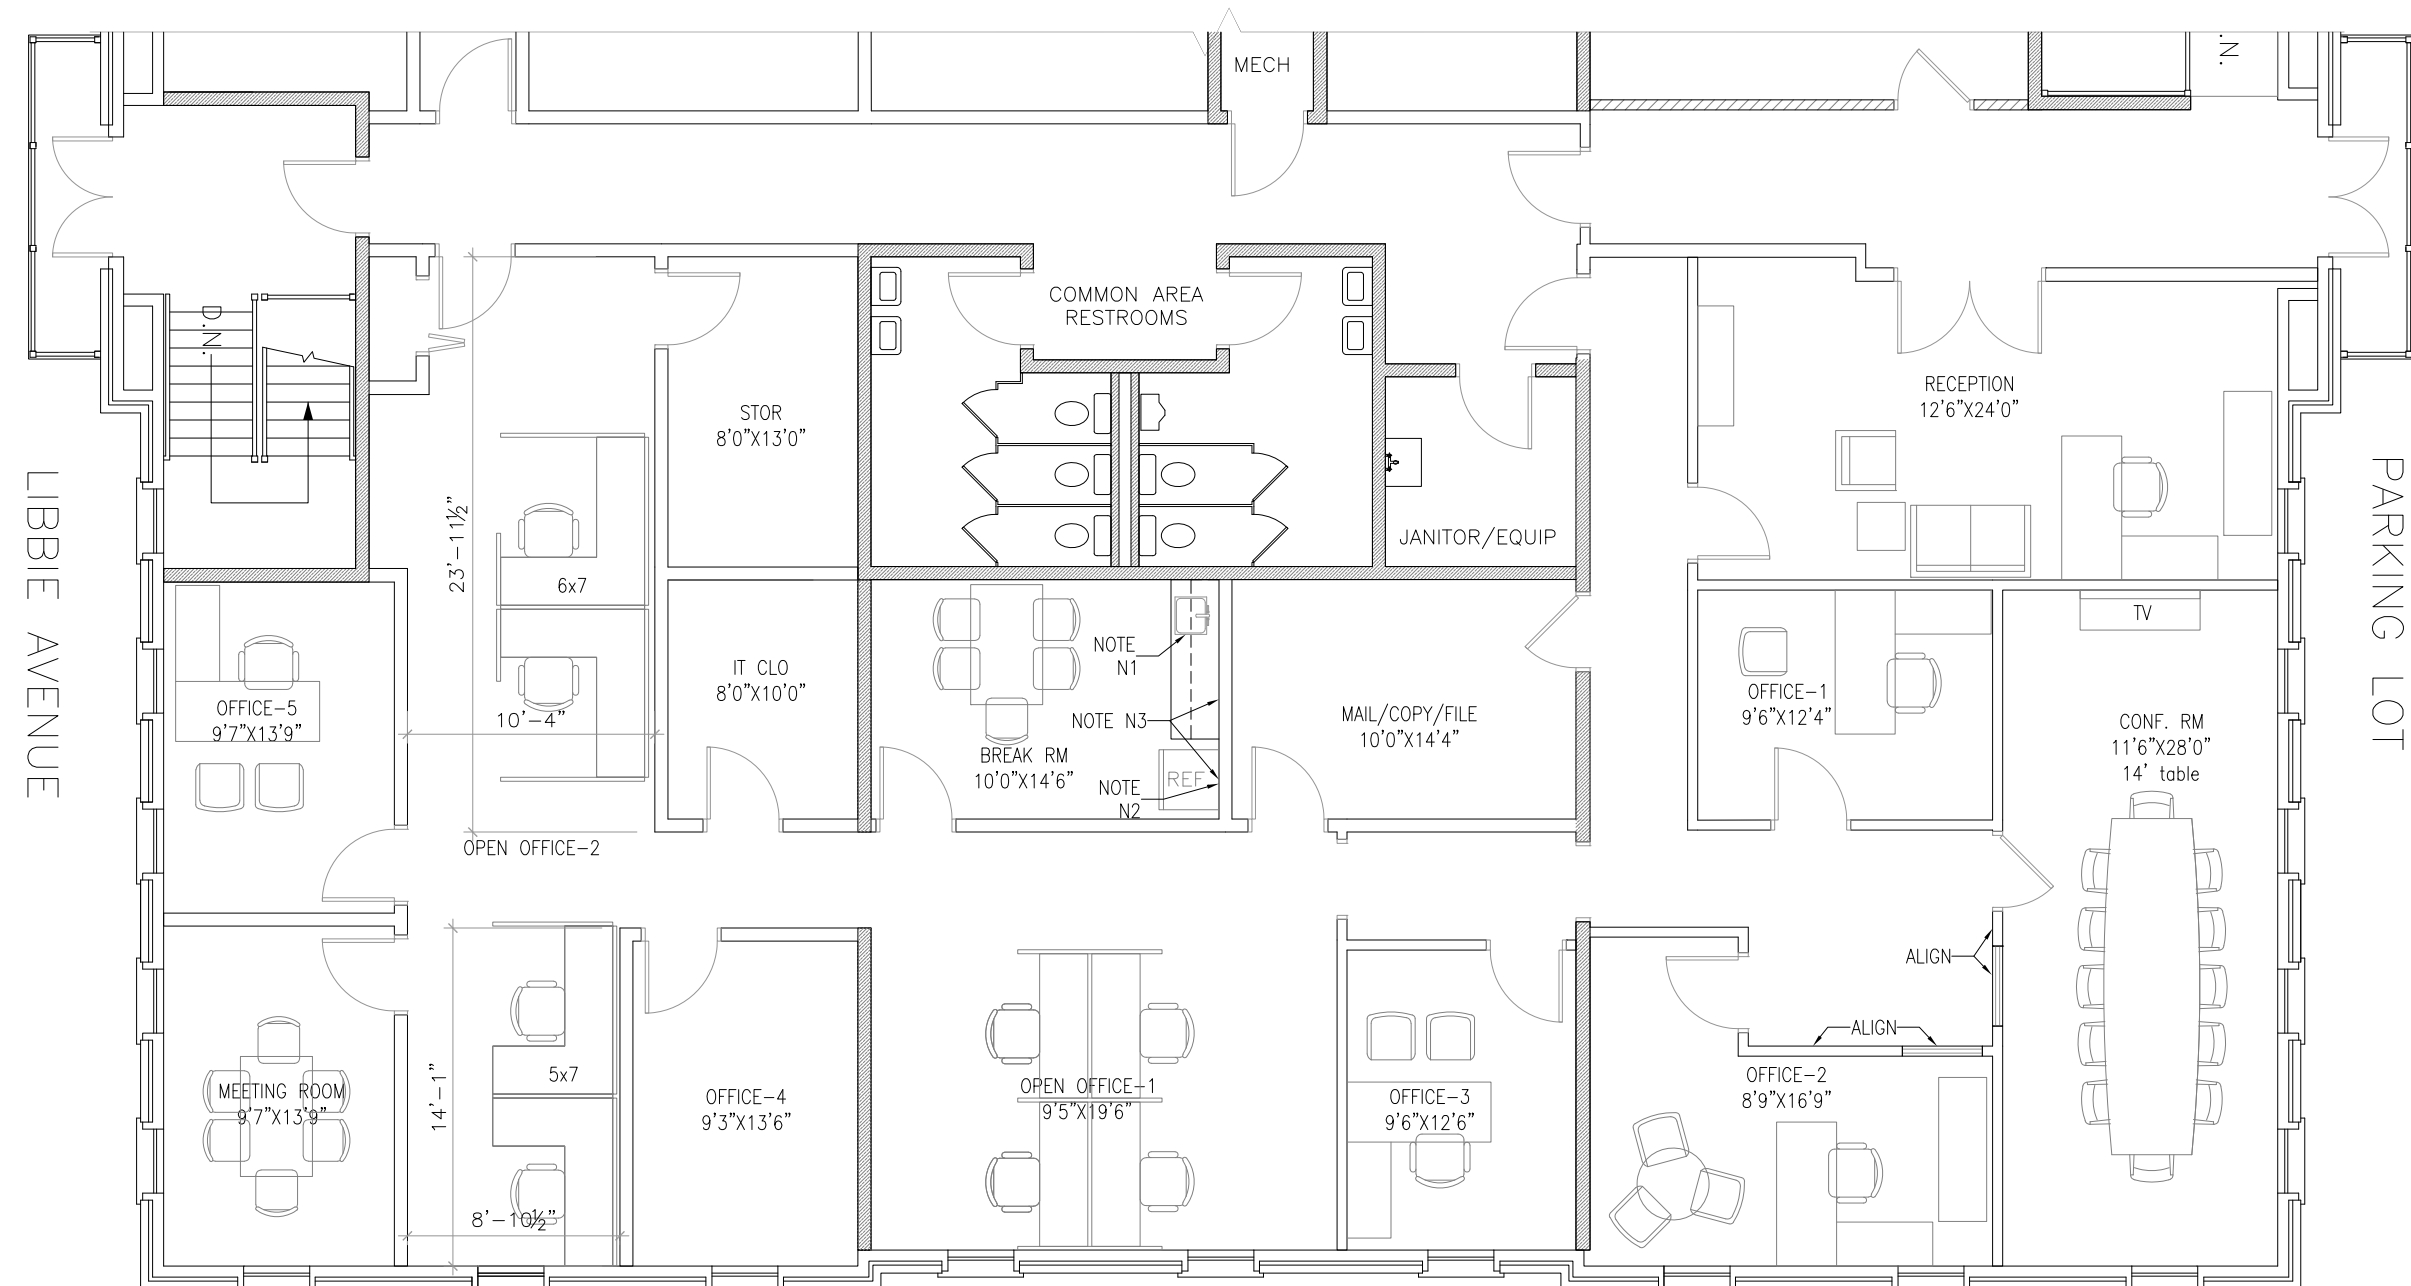 MECH
.N.
D.N.
COMMON AREA
RESTROOMS
RECEPTION
12'6"X24'0"
STOR
8'0"X13'0"
LIBBIE AVENUE
PARKING LOT
23'-11½"
JANITOR/EQUIP
6x7
TV
NOTE
N1
IT CLO
8'0"X10'0"
OFFICE-5
9'7"X13'9"
10'-4"
NOTE N3
MAIL/COPY/FILE
10'0"X14'4"
OFFICE-1
9'6"X12'4"
CONF. RM
11'6"X28'0"
14' table
BREAK RM
10'0"X14'6"
REF
NOTE
N2
OPEN OFFICE-2
ALIGN
ALIGN
5x7
14'-1"
MEETING ROOM
9'7"X13'9"
OFFICE-4
9'3"X13'6"
OPEN OFFICE-1
9'5"X19'6"
OFFICE-3
9'6"X12'6"
OFFICE-2
8'9"X16'9"
8'-10½"